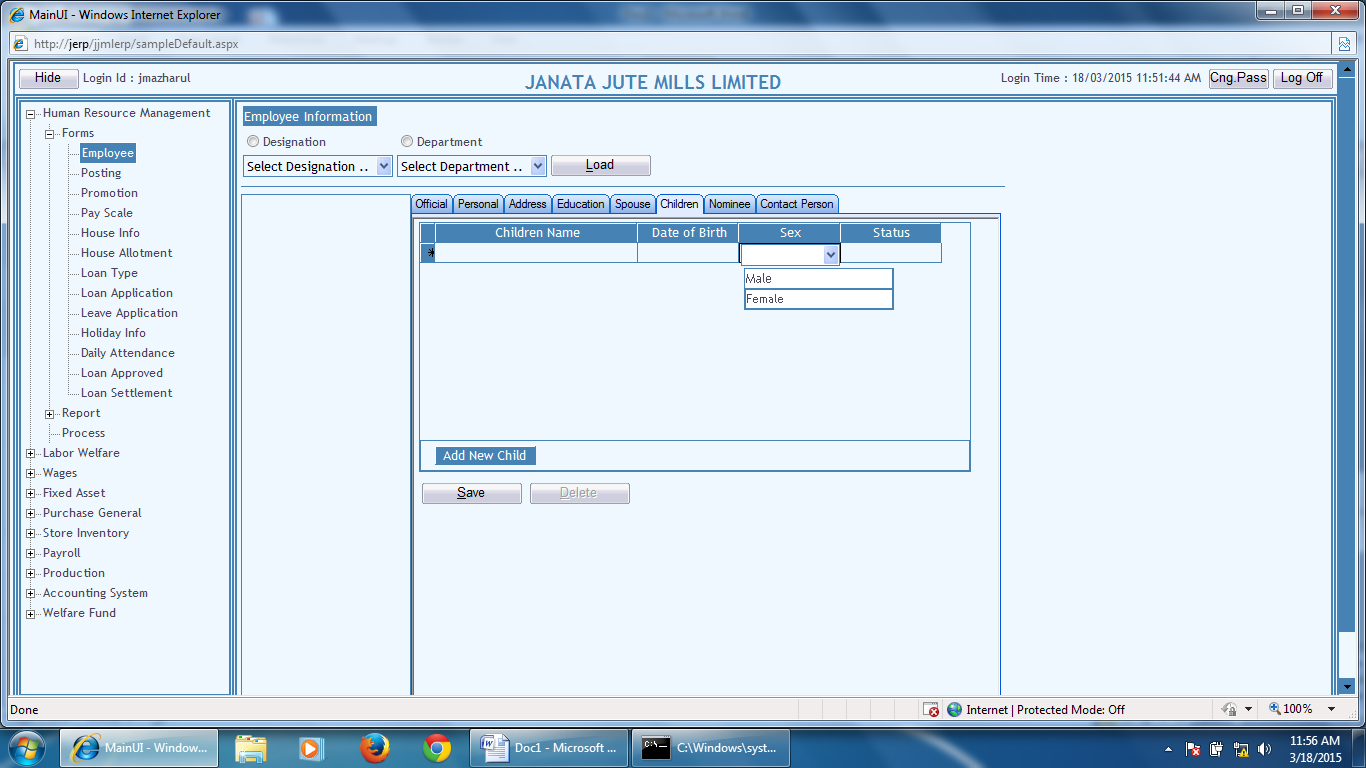 MainUI - Windows Internet Explorer
http://jerp/jjmlerp/sampleDefault.aspx
Hide Login Id : jmazharul JANATA JUTE MILLS LIMITED Login Time : 18/03/2015 11:51:44 AM Cng.Pass Log Off
Human Resource Management
Forms
Employee
Posting
Promotion
Pay Scale
House Info
House Allotment
Loan Type
Loan Application
Leave Application
Holiday Info
Daily Attendance
Loan Approved
Loan Settlement
Report
Process
Labor Welfare
Wages
Fixed Asset
Purchase General
Store Inventory
Payroll
Production
Accounting System
Welfare Fund
Employee Information
Designation Department
Select Designation .. Select Department .. Load
Official Personal Address Education Spouse Children Nominee Contact Person
Children Name Date of Birth Sex Status
*
Male
Female
Add New Child
Save Delete
Done Internet | Protected Mode: Off 100%
MainUI - Window... Doc1 - Microsoft ... C:\Windows\syst... 11:56 AM
3/18/2015